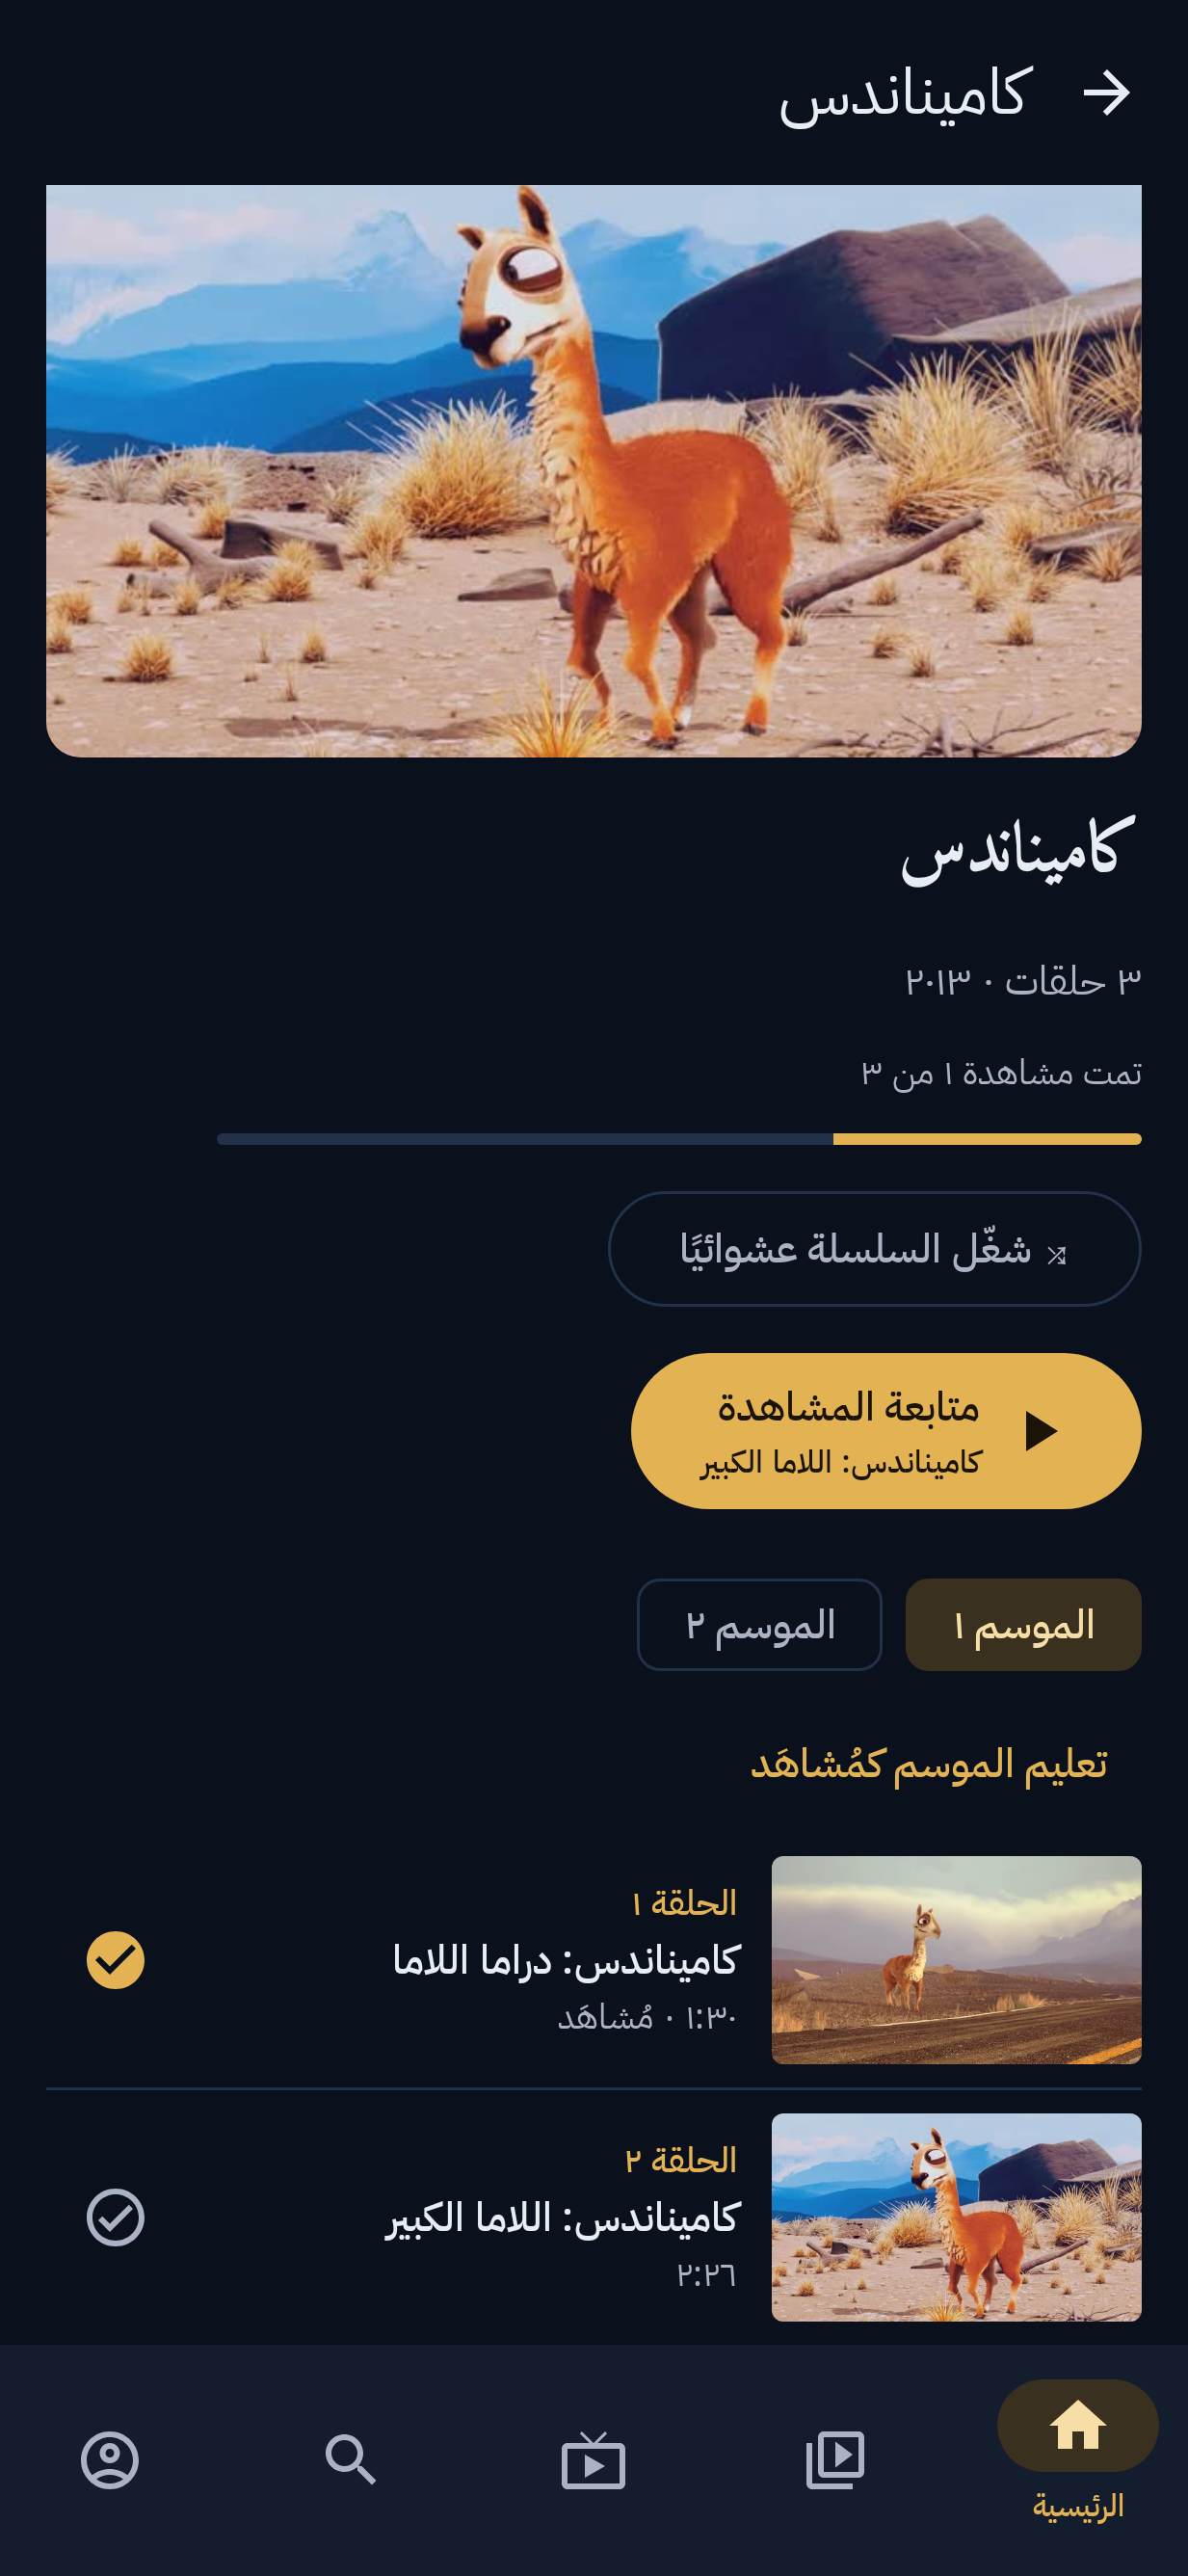 كاميناندس
كاميناندس
٣ حلقات · ٢٠١٣
تمت مشاهدة ١ من ٣
شغّل السلسلة عشوائيًا
متابعة المشاهدة
كاميناندس: اللاما الكبير
الموسم ١
الموسم ٢
تعليم الموسم كمُشاهَد
الحلقة ١
كاميناندس: دراما اللاما
١:٣٠ · مُشاهَد
الحلقة ٢
كاميناندس: اللاما الكبير
٢:٢٦
الرئيسية